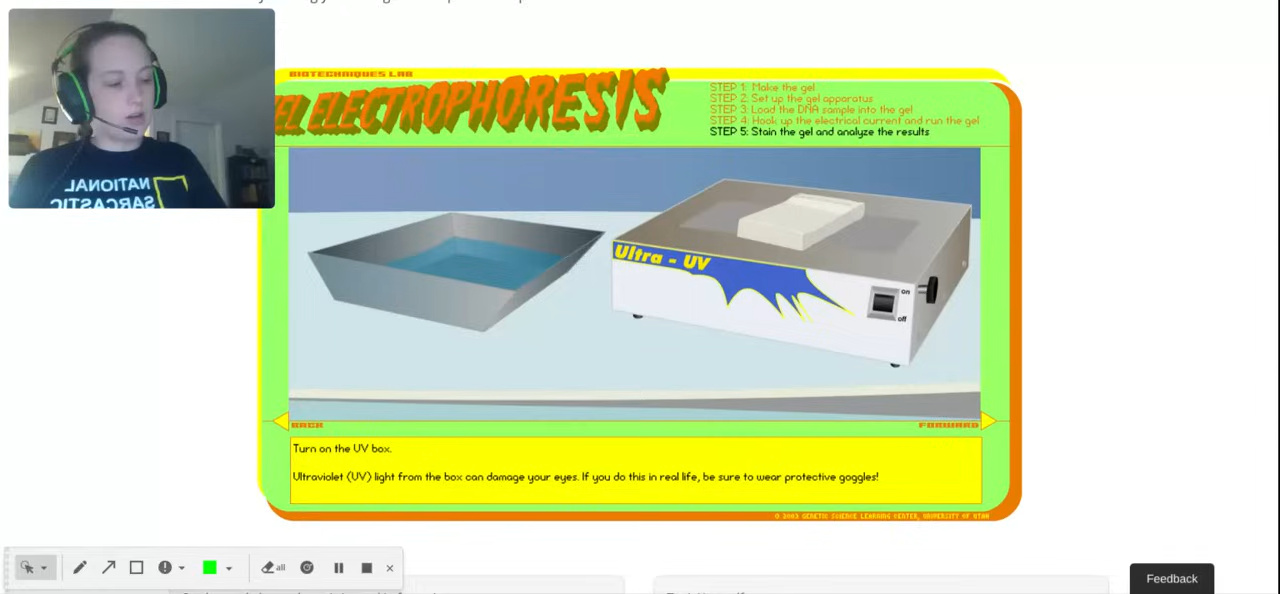 BIOTECHNIQUES LAB
EL ELECTROPHORESIS
STEP 1: Make the gel
STEP 2: Set up the gel apparatus
STEP 3: Load the DNA sample into the gel
STEP 4: Hook up the electrical current and run the gel
STEP 5: Stain the gel and analyze the results
NATIONAL
SARCASTIC
Ultra - UV
on
off
BACK
FORWARD
Turn on the UV box.
Ultraviolet (UV) light from the box can damage your eyes. If you do this in real life, be sure to wear protective goggles!
© 2003 GENETIC SCIENCE LEARNING CENTER, UNIVERSITY OF UTAH
all
Feedback